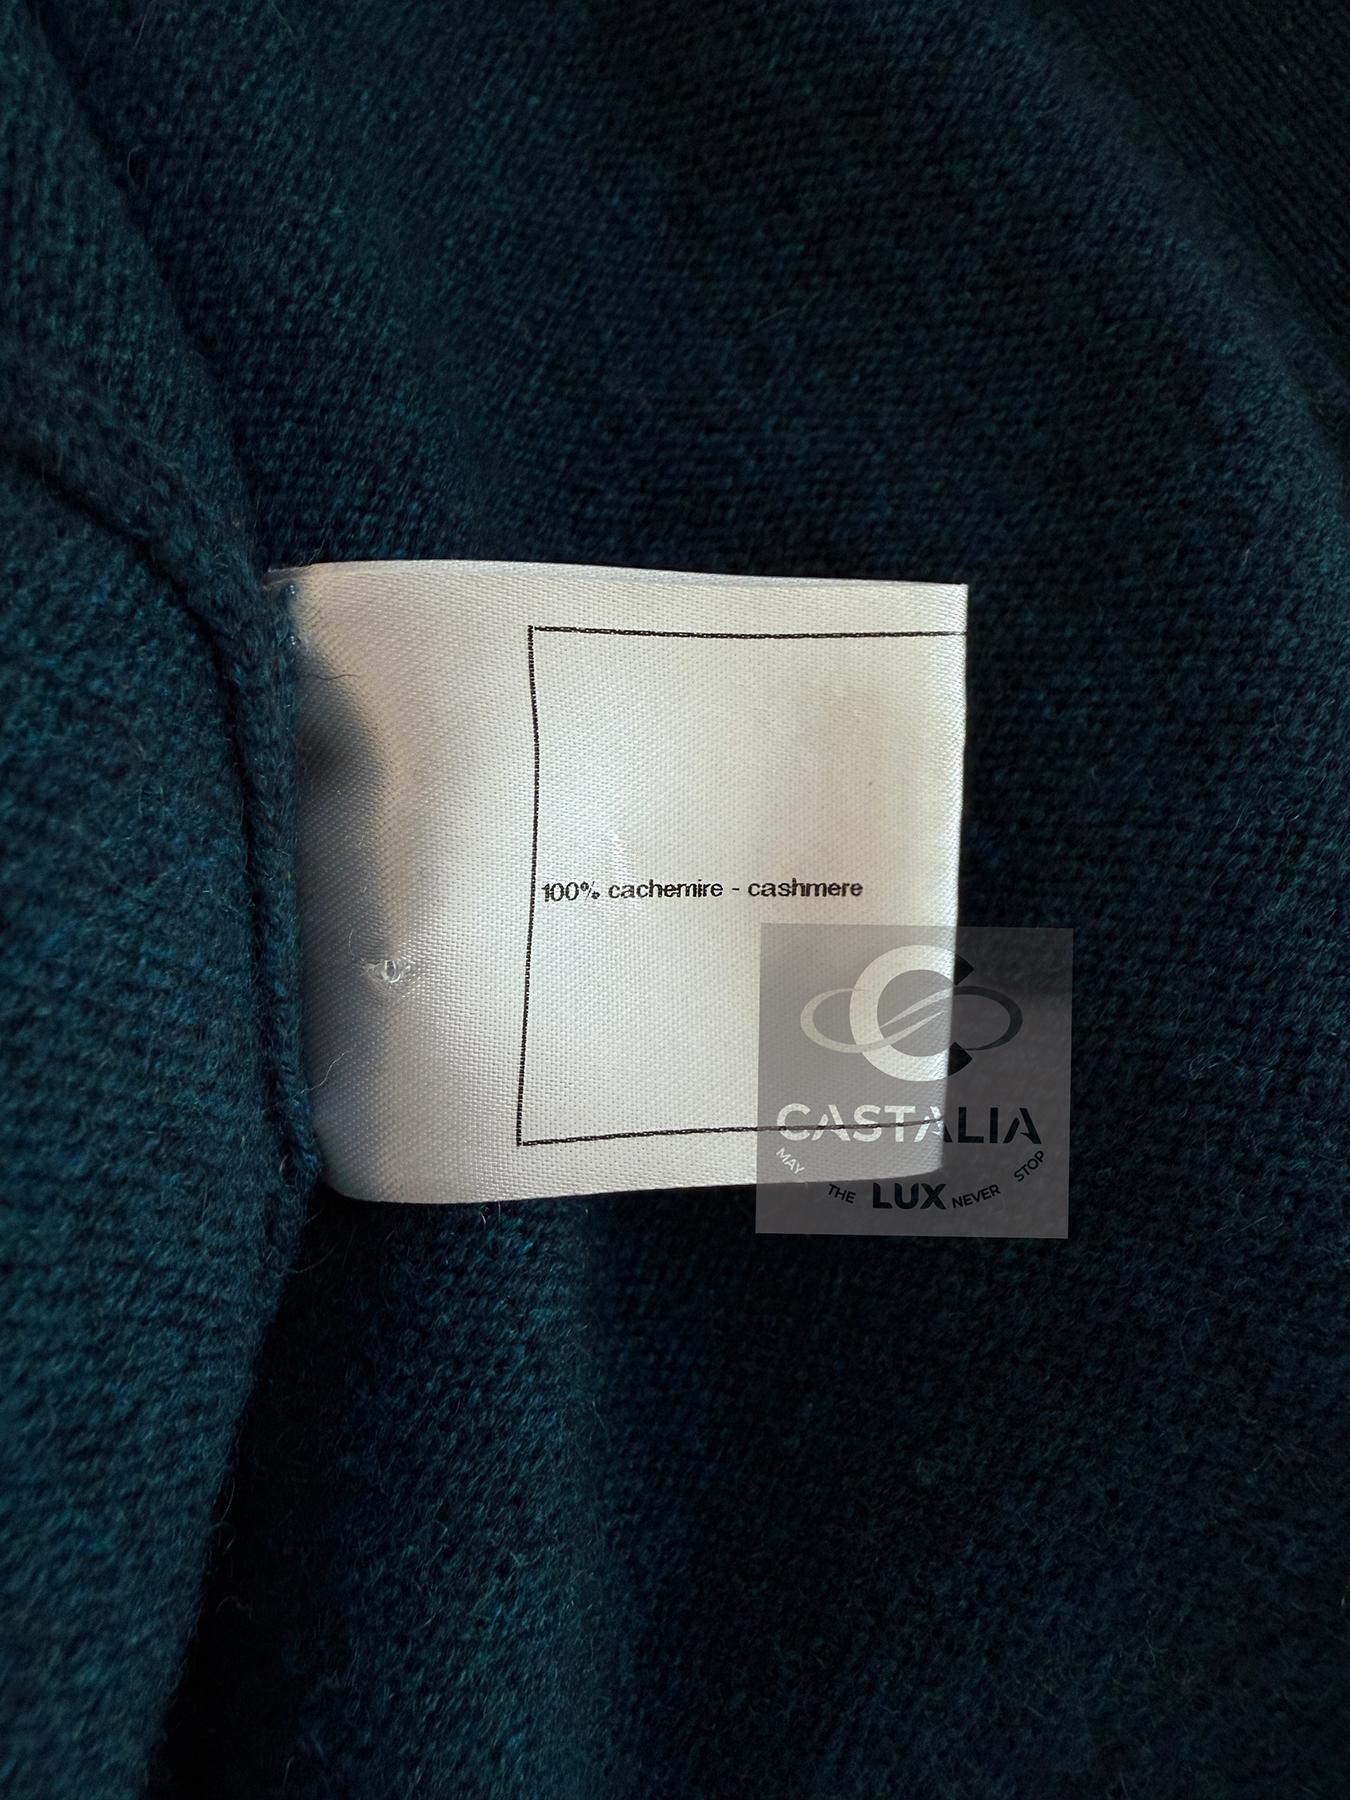 100% cachemire - cashmere
CASTALIA
MAY THE LUX NEVER STOP